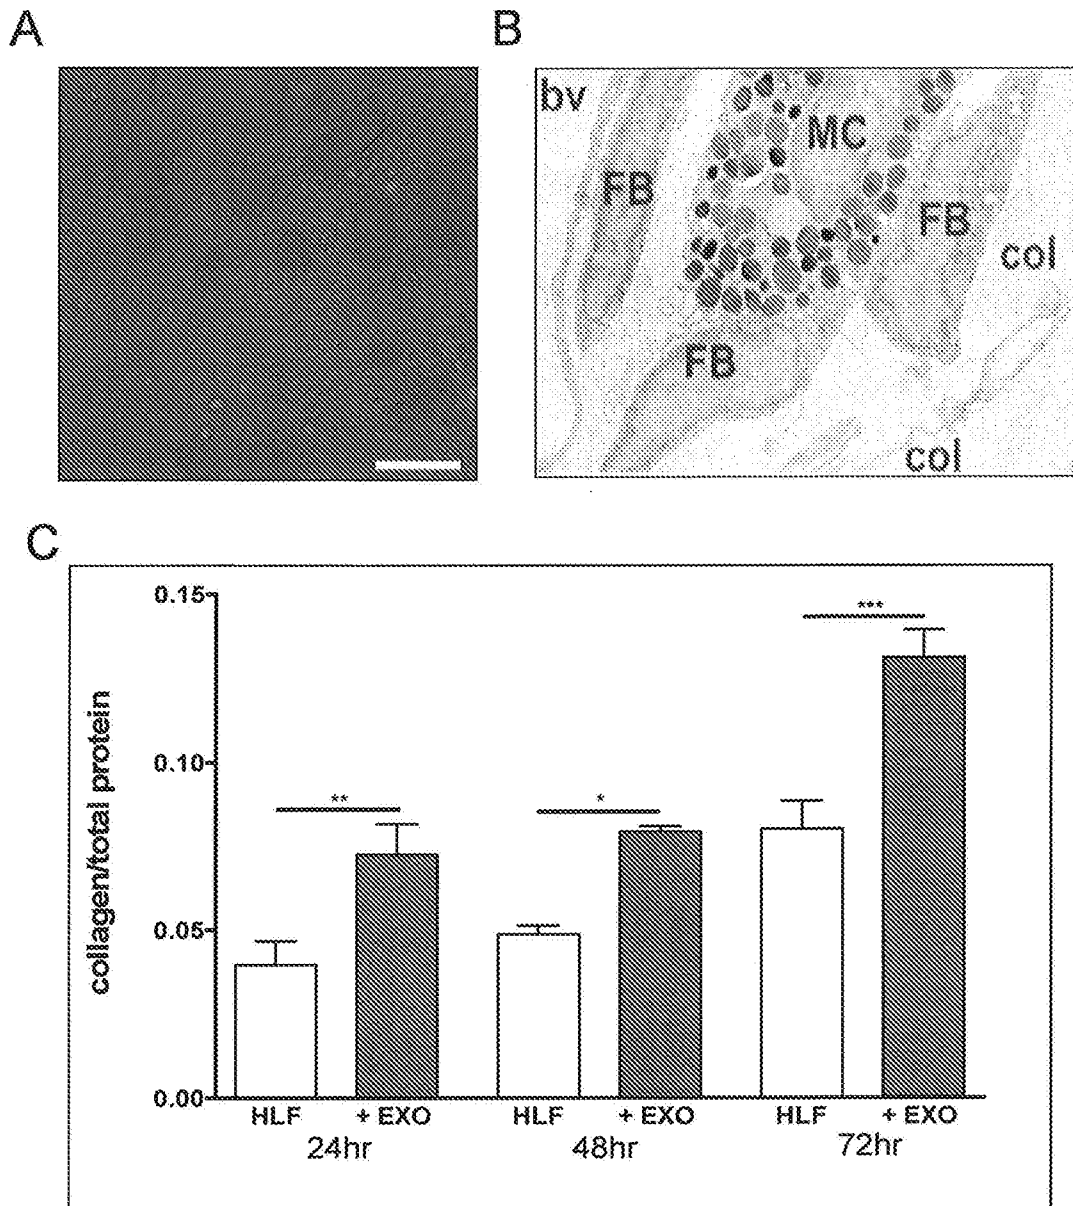 A
B
bv
MC
FB
FB
col
FB
col
C
0.15
***
0.10
**
*
0.05
0.00
collagen/total protein
HLF + EXO HLF + EXO HLF + EXO
24hr 48hr 72hr